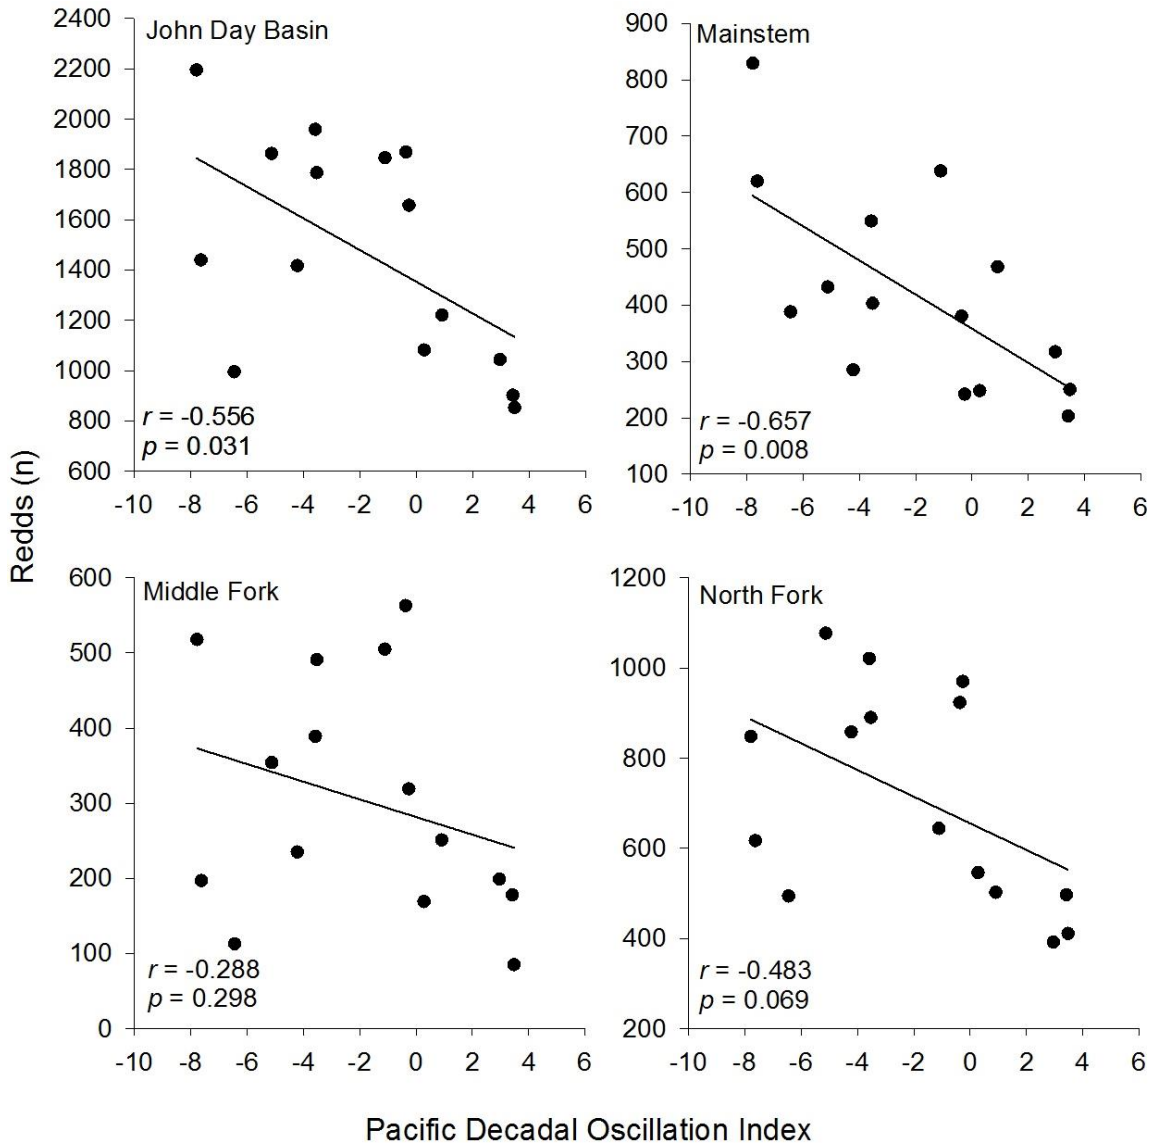 Redds (n)
John Day Basin
2400
2200
2000
1800
1600
1400
1200
1000
800
600
r = -0.556
p = 0.031
-10 -8 -6 -4 -2 0 2 4 6
Mainstem
900
800
700
600
500
400
300
200
100
r = -0.657
p = 0.008
-10 -8 -6 -4 -2 0 2 4 6
Middle Fork
600
500
400
300
200
100
0
r = -0.288
p = 0.298
-10 -8 -6 -4 -2 0 2 4 6
North Fork
1200
1000
800
600
400
200
r = -0.483
p = 0.069
-10 -8 -6 -4 -2 0 2 4 6
Pacific Decadal Oscillation Index